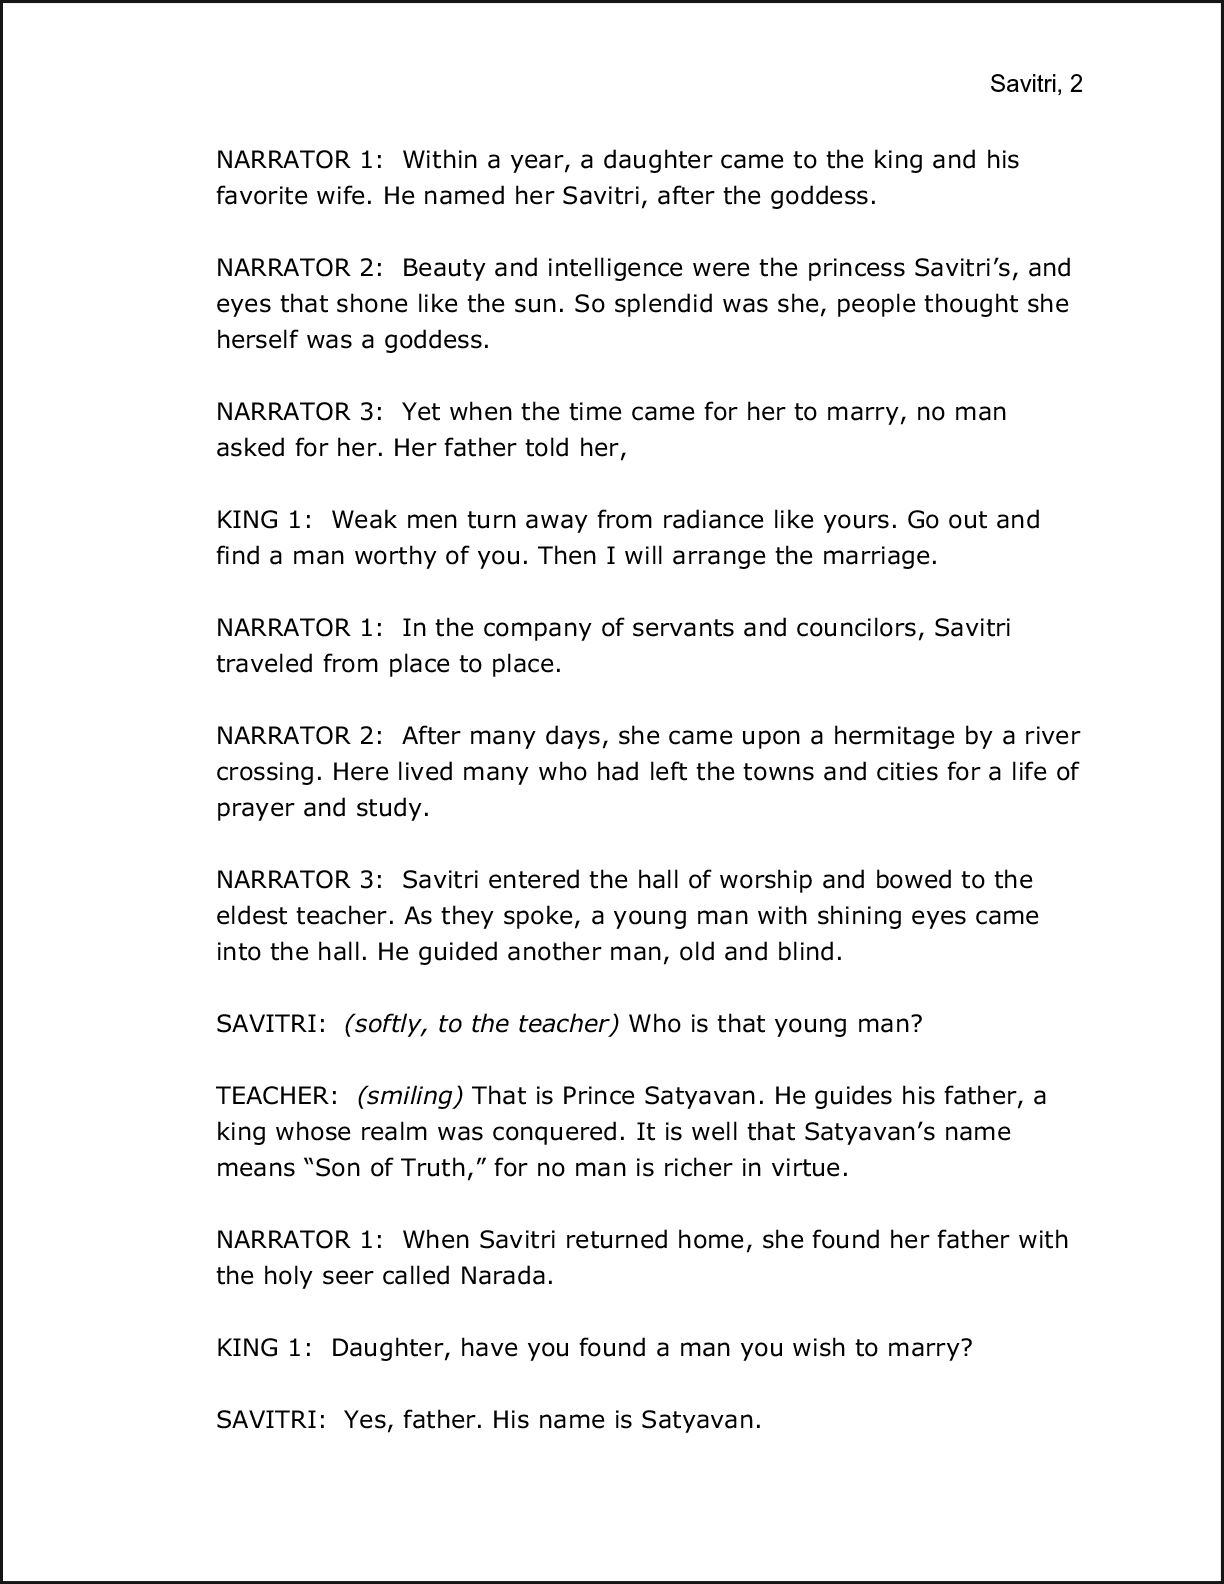 Savitri, 2
NARRATOR 1:  Within a year, a daughter came to the king and his
favorite wife. He named her Savitri, after the goddess.
NARRATOR 2:  Beauty and intelligence were the princess Savitri’s, and
eyes that shone like the sun. So splendid was she, people thought she
herself was a goddess.
NARRATOR 3:  Yet when the time came for her to marry, no man
asked for her. Her father told her,
KING 1:  Weak men turn away from radiance like yours. Go out and
find a man worthy of you. Then I will arrange the marriage.
NARRATOR 1:  In the company of servants and councilors, Savitri
traveled from place to place.
NARRATOR 2:  After many days, she came upon a hermitage by a river
crossing. Here lived many who had left the towns and cities for a life of
prayer and study.
NARRATOR 3:  Savitri entered the hall of worship and bowed to the
eldest teacher. As they spoke, a young man with shining eyes came
into the hall. He guided another man, old and blind.
SAVITRI:  (softly, to the teacher) Who is that young man?
TEACHER:  (smiling) That is Prince Satyavan. He guides his father, a
king whose realm was conquered. It is well that Satyavan’s name
means “Son of Truth,” for no man is richer in virtue.
NARRATOR 1:  When Savitri returned home, she found her father with
the holy seer called Narada.
KING 1:  Daughter, have you found a man you wish to marry?
SAVITRI:  Yes, father. His name is Satyavan.